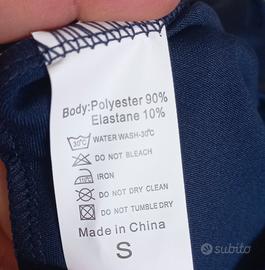 Body:Polyester 90%
Elastane 10%
30°C WATER WASH-30°C
DO NOT BLEACH
IRON
DO NOT DRY CLEAN
DO NOT TUMBLE DRY
Made in China
S
subito